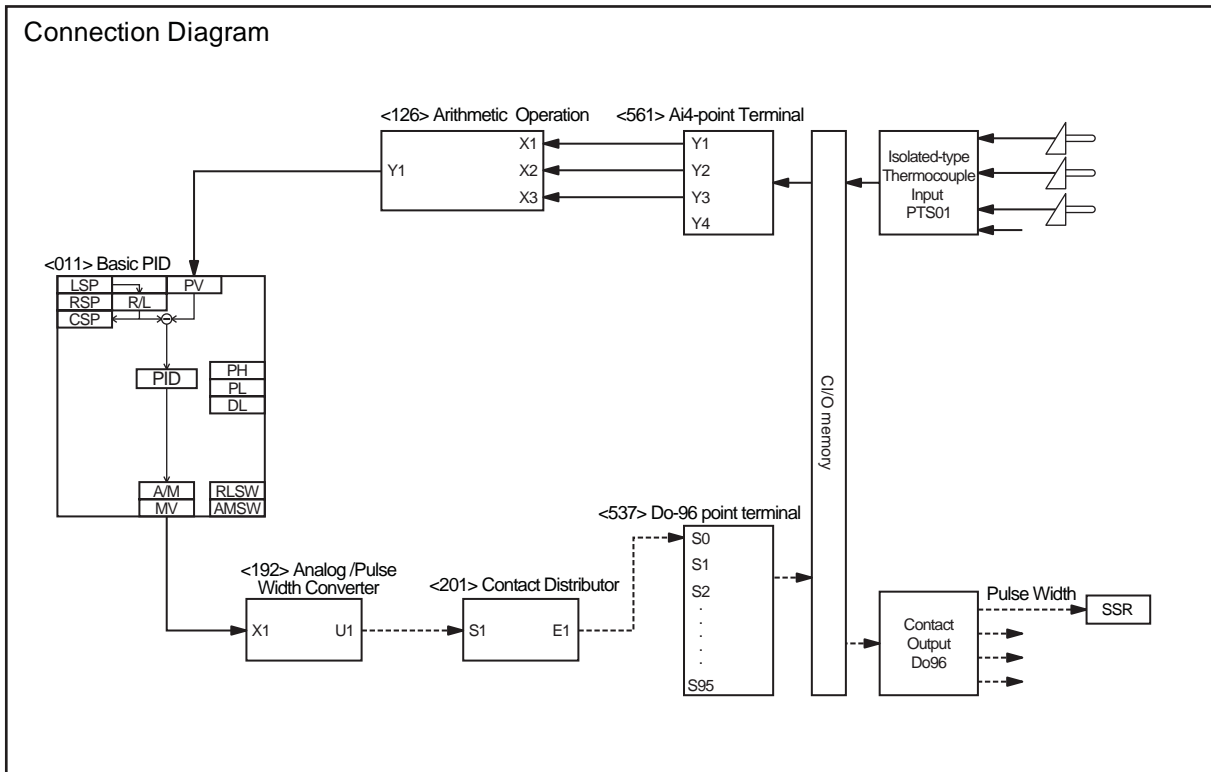 Connection Diagram
<126> Arithmetic Operation
X1
Y1
X2
X3
<561> Ai4-point Terminal
Y1
Y2
Y3
Y4
CI/O memory
Isolated-type
Thermocouple
Input
PTS01
<011> Basic PID
LSP
PV
RSP
R/L
CSP
PID
PH
PL
DL
A/M
RLSW
MV
AMSW
<192> Analog /Pulse
Width Converter
X1
U1
<201> Contact Distributor
S1
E1
<537> Do-96 point terminal
S0
S1
S2
.
.
.
.
.
S95
Contact
Output
Do96
Pulse Width
SSR